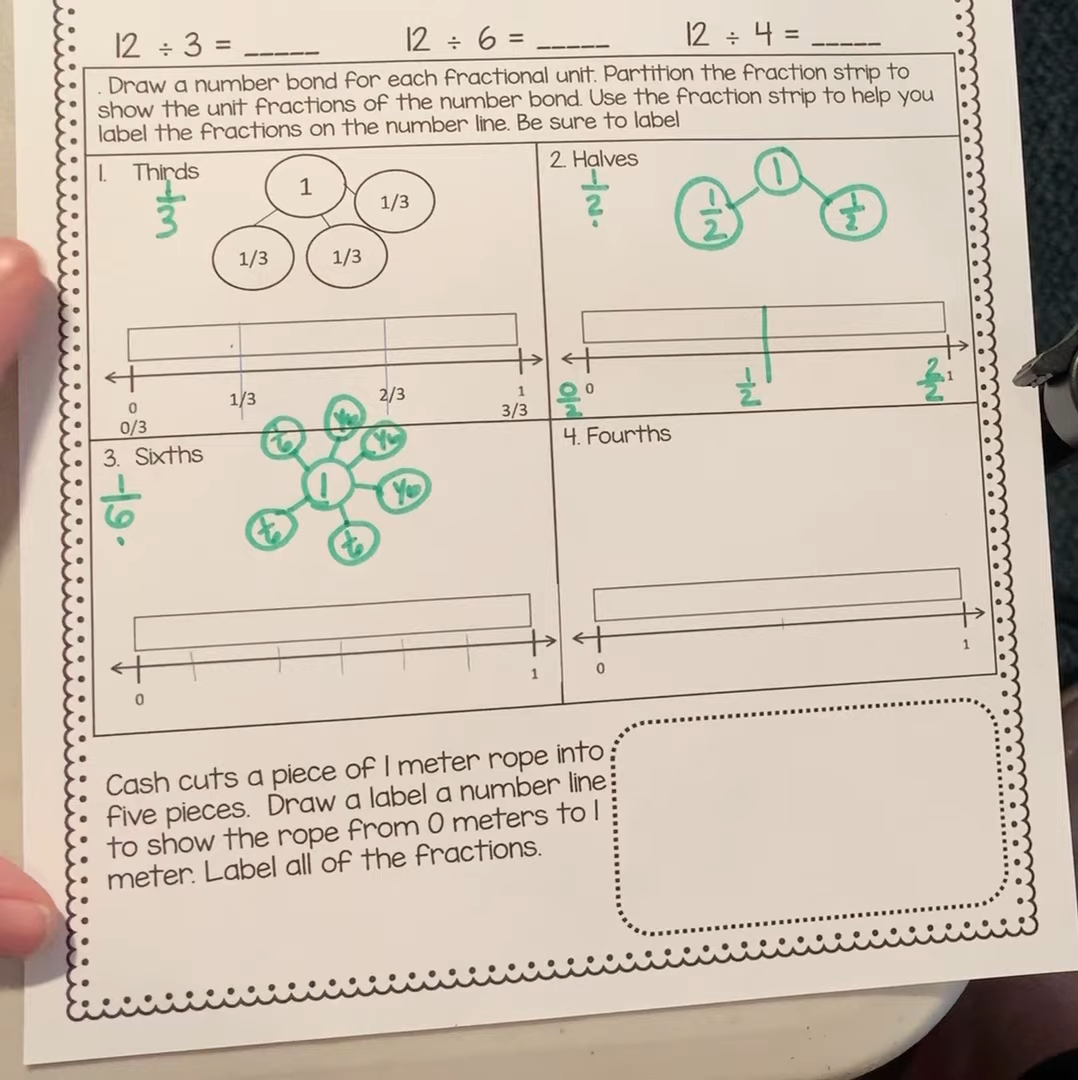 12 ÷ 3 = _____ 12 ÷ 6 = _____ 12 ÷ 4 = _____
. Draw a number bond for each fractional unit. Partition the fraction strip to
show the unit fractions of the number bond. Use the fraction strip to help you
label the fractions on the number line. Be sure to label
1. Thirds
1/3
1
1/3
1/3 1/3
0 1/3 2/3 1
0/3 3/3
2. Halves
1/2
1
1/2 1/2
0/2 0 1/2 2/2 1
3. Sixths
1/6
1/6 1/6 1/6
1 1/6
1/6 1/6
0 1
4. Fourths
0 1
Cash cuts a piece of 1 meter rope into
five pieces. Draw a label a number line
to show the rope from 0 meters to 1
meter. Label all of the fractions.